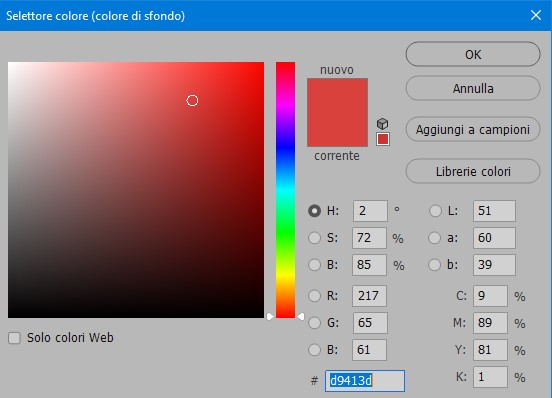 Selettore colore (colore di sfondo)
nuovo
corrente
OK
Annulla
Aggiungi a campioni
Librerie colori
H: 2 °
S: 72 %
B: 85 %
R: 217
G: 65
B: 61
# d9413d
L: 51
a: 60
b: 39
C: 9 %
M: 89 %
Y: 81 %
K: 1 %
Solo colori Web